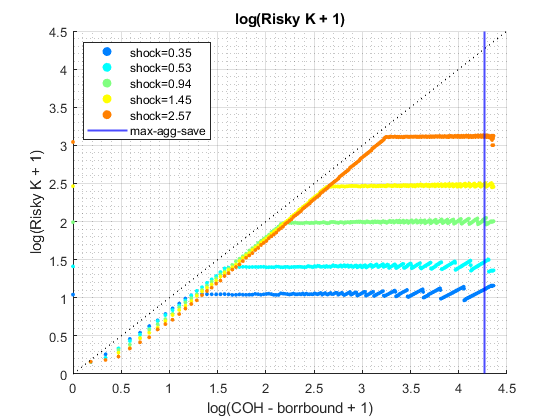 log(Risky K + 1)
4.5
4
3.5
3
2.5
2
1.5
1
0.5
0
log(Risky K + 1)
shock=0.35
shock=0.53
shock=0.94
shock=1.45
shock=2.57
max-agg-save
0 0.5 1 1.5 2 2.5 3 3.5 4 4.5
log(COH - borrbound + 1)